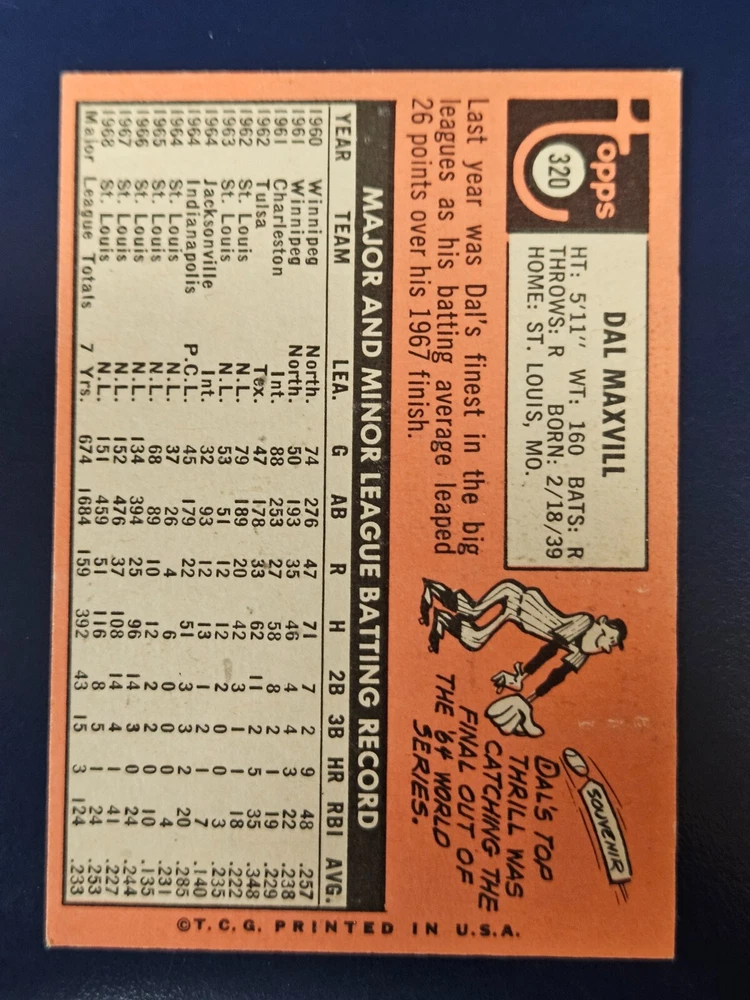 Topps
320
DAL MAXVILL
HT: 5'11" WT: 160 BATS: R
THROWS: R BORN: 2/18/39
HOME: ST. LOUIS, MO.
Last year was Dal's finest in the big
leagues as his batting average leaped
26 points over his 1967 finish.
SOUVENIR
DAL'S TOP
THRILL WAS
CATCHING THE
FINAL OUT OF
THE '64 WORLD
SERIES.
MAJOR AND MINOR LEAGUE BATTING RECORD
YEAR TEAM LEA. G AB R H 2B 3B HR RBI AVG.
1960 Winnipeg North. 74 276 47 71 7 2 9 48 .257
1961 Winnipeg North. 50 193 35 46 4 4 3 22 .238
1961 Charleston Int. 88 253 27 58 8 2 1 19 .229
1962 Tulsa Tex. 47 178 33 62 11 2 5 35 .348
1962 St. Louis N.L. 79 189 20 42 3 1 1 18 .222
1963 St. Louis N.L. 53 51 12 12 2 0 0 3 .235
1964 Jacksonville Int. 32 93 12 13 1 2 1 7 .140
1964 Indianapolis P.C.L. 45 179 22 51 3 3 2 20 .285
1964 St. Louis N.L. 37 26 4 6 0 0 0 4 .231
1965 St. Louis N.L. 68 89 10 12 2 2 0 10 .135
1966 St. Louis N.L. 134 394 25 96 14 3 0 24 .244
1967 St. Louis N.L. 152 476 37 108 14 4 1 41 .227
1968 St. Louis N.L. 151 459 51 116 8 5 1 24 .253
Major League Totals 7 Yrs. 674 1684 159 392 43 15 3 124 .233
©T.C.G. PRINTED IN U.S.A.